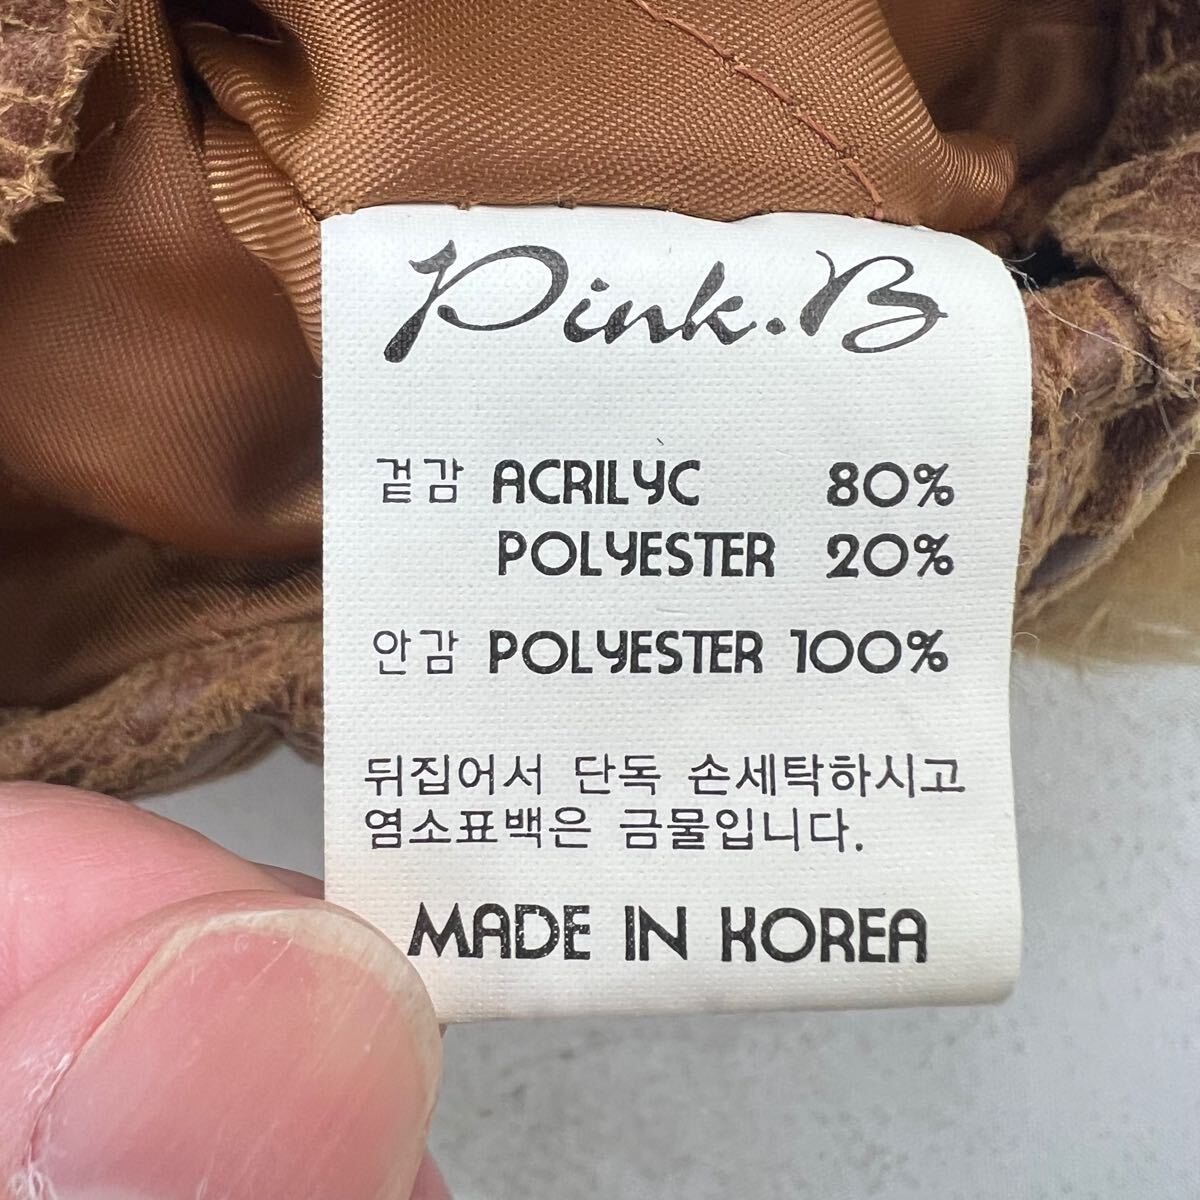 Pink.B
겉감 ACRILYC 80%
POLYESTER 20%
안감 POLYESTER 100%
뒤집어서 단독 손세탁하시고
염소표백은 금물입니다.
MADE IN KOREA